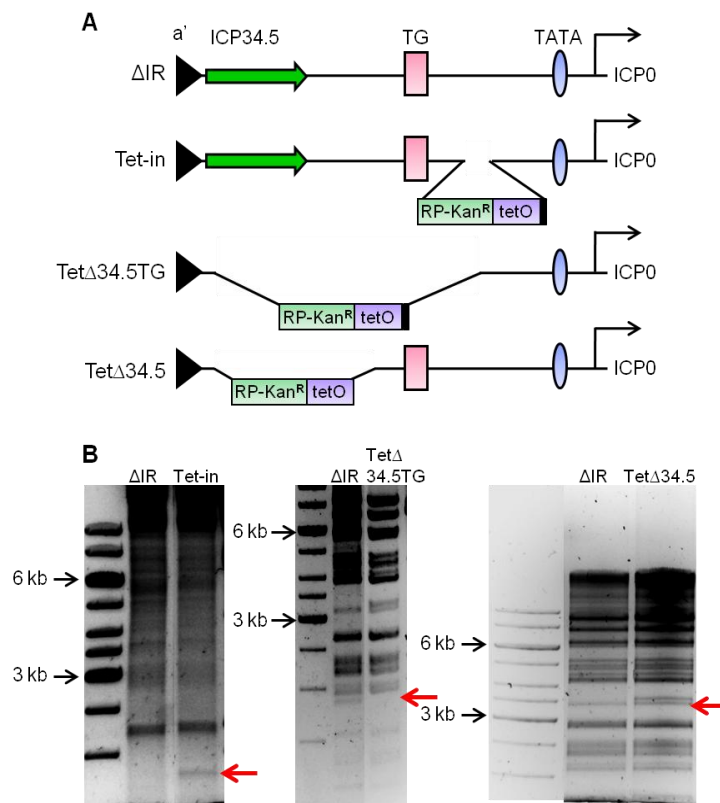 A
a' ICP34.5 TG TATA
ΔIR ICP0
Tet-in ICP0
RP-Kanᴿ tetO
TetΔ34.5TG ICP0
RP-Kanᴿ tetO
TetΔ34.5 ICP0
RP-Kanᴿ tetO
B
ΔIR Tet-in
6 kb
3 kb
TetΔ
ΔIR 34.5TG
6 kb
3 kb
ΔIR TetΔ34.5
6 kb
3 kb